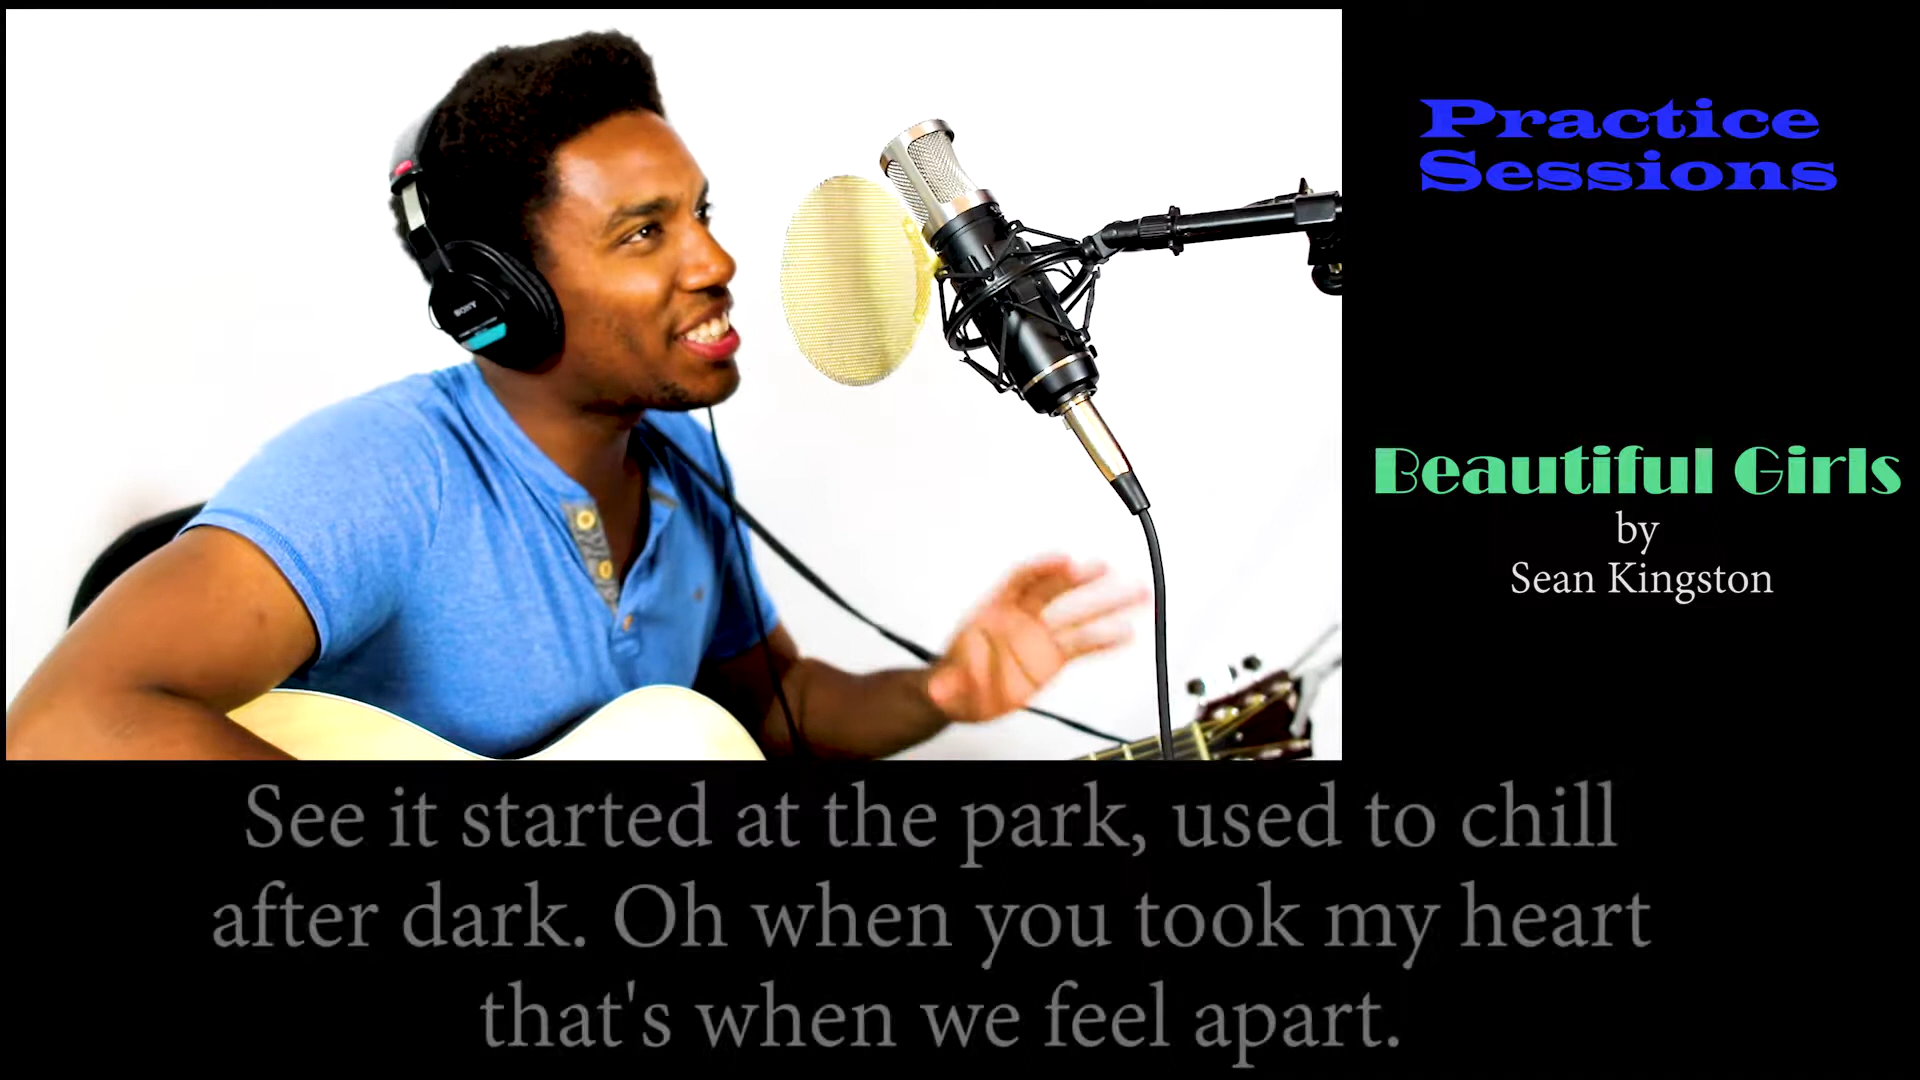 Practice
Sessions
SONY
Beautiful Girls
by
Sean Kingston
See it started at the park, used to chill
after dark. Oh when you took my heart
that's when we feel apart.